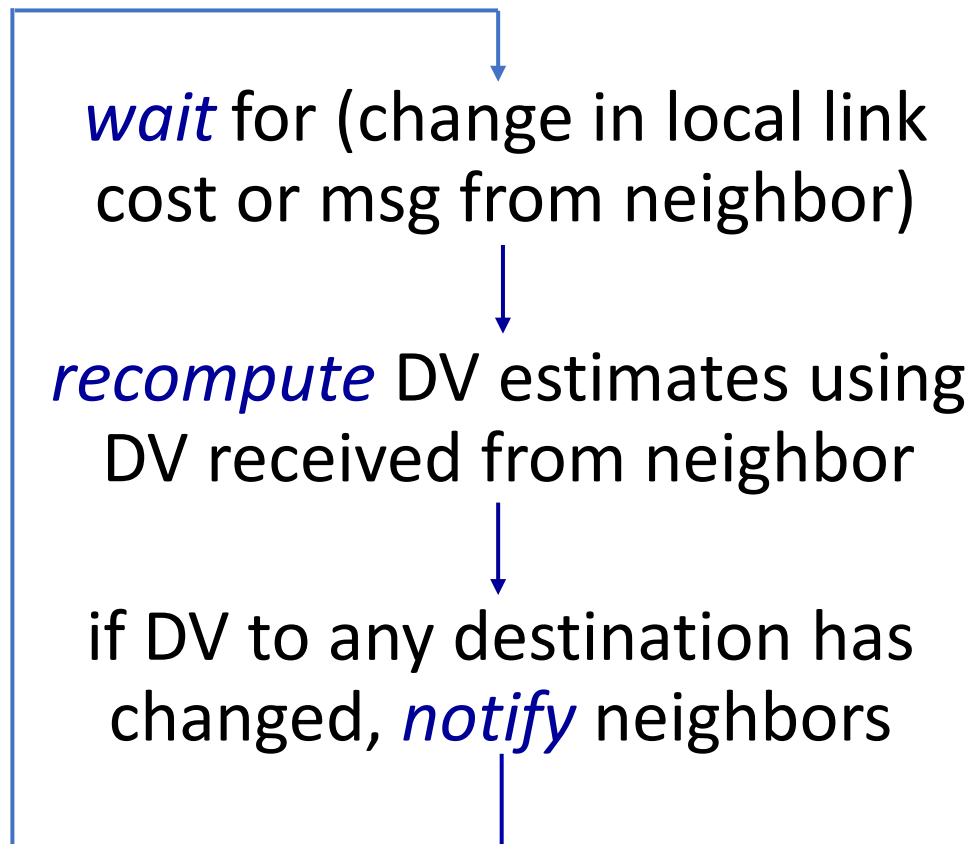 wait for (change in local link
cost or msg from neighbor)
recompute DV estimates using
DV received from neighbor
if DV to any destination has
changed, notify neighbors